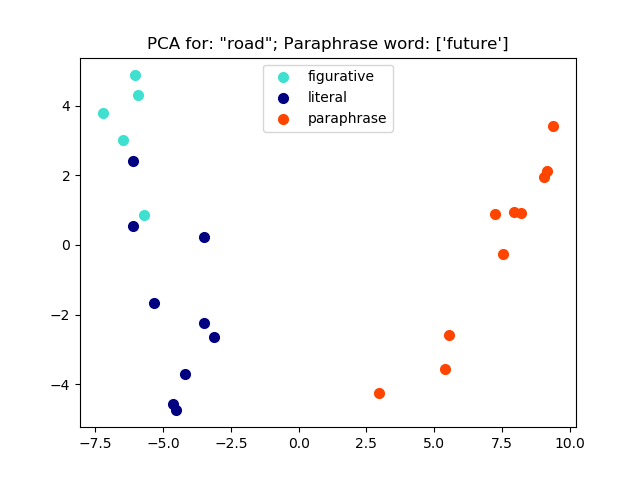 PCA for: "road"; Paraphrase word: ['future']
figurative
literal
paraphrase
4
2
0
−2
−4
−7.5 −5.0 −2.5 0.0 2.5 5.0 7.5 10.0